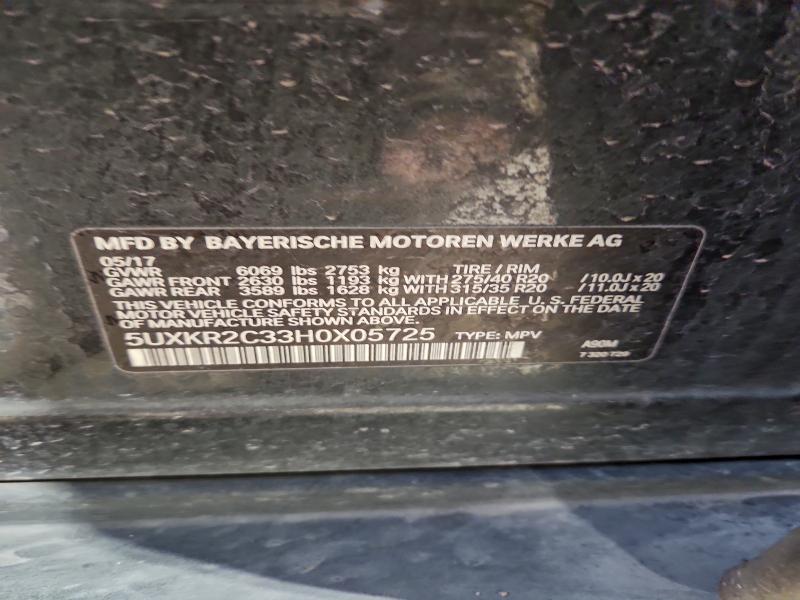 MFD BY BAYERISCHE MOTOREN WERKE AG
05/17
GVWR 6069 lbs 2753 kg TIRE / RIM
GAWR FRONT 2630 lbs 1193 kg WITH 275/40 R20 /10.0J x 20
GAWR REAR 3589 lbs 1628 kg WITH 315/35 R20 /11.0J x 20
THIS VEHICLE CONFORMS TO ALL APPLICABLE U. S. FEDERAL
MOTOR VEHICLE SAFETY STANDARDS IN EFFECT ON THE DATE
OF MANUFACTURE SHOWN ABOVE.
5UXKR2C33H0X05725 TYPE: MPV
A90M
7 320 729